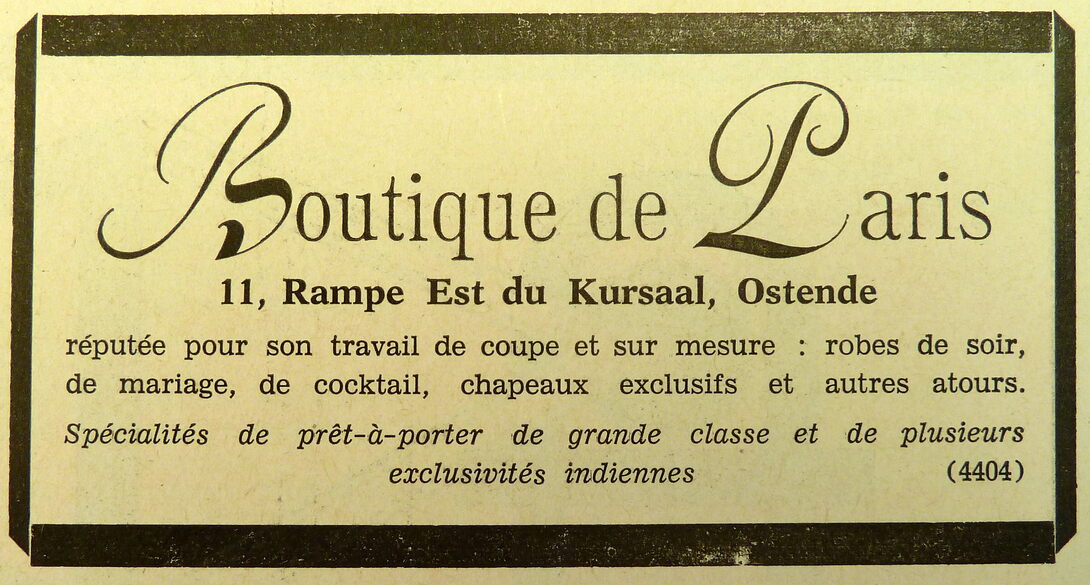 Boutique de Paris
11, Rampe Est du Kursaal, Ostende
réputée pour son travail de coupe et sur mesure : robes de soir,
de mariage, de cocktail, chapeaux exclusifs et autres atours.
Spécialités de prêt-à-porter de grande classe et de plusieurs
exclusivités indiennes (4404)